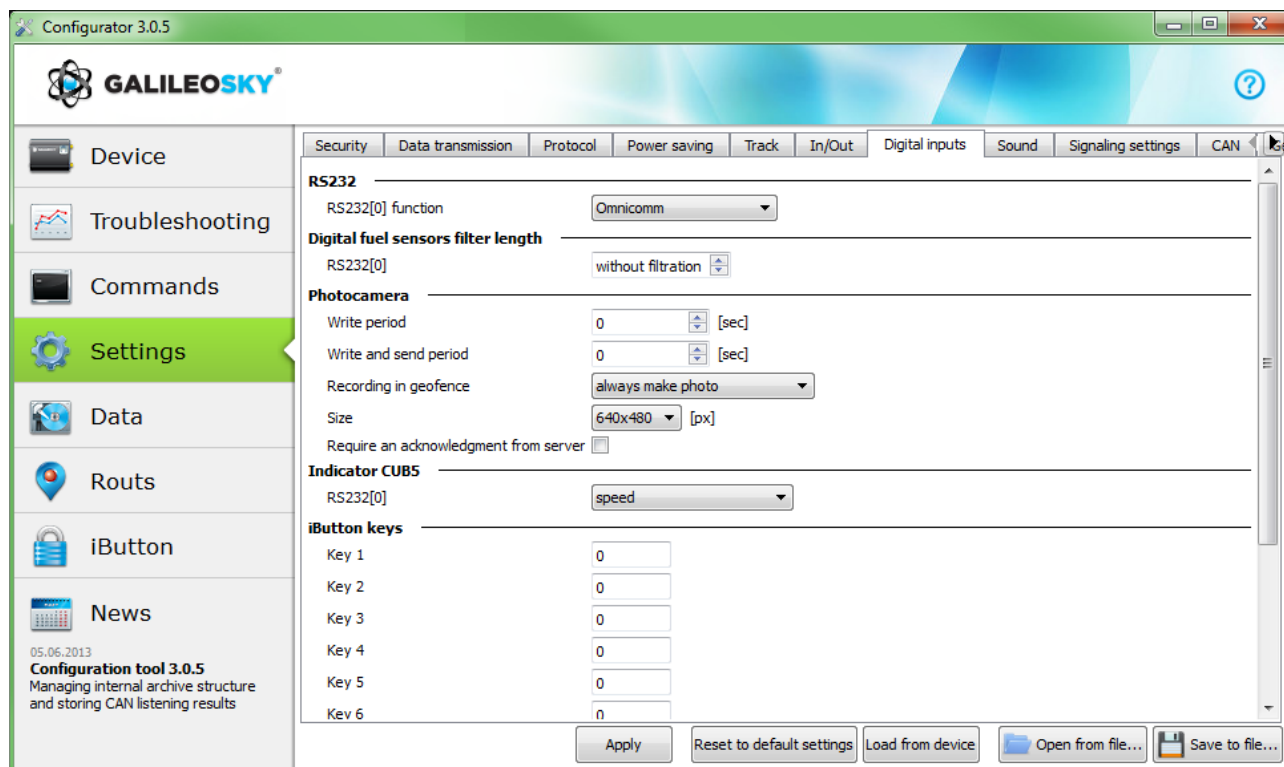 Configurator 3.0.5
GALILEOSKY®
?
Device
Troubleshooting
Commands
Settings
Data
Routs
iButton
News
05.06.2013
Configuration tool 3.0.5
Managing internal archive structure
and storing CAN listening results
Security Data transmission Protocol Power saving Track In/Out Digital inputs Sound Signaling settings CAN
RS232
RS232[0] function Omnicomm
Digital fuel sensors filter length
RS232[0] without filtration
Photocamera
Write period 0 [sec]
Write and send period 0 [sec]
Recording in geofence always make photo
Size 640x480 [px]
Require an acknowledgment from server
Indicator CUB5
RS232[0] speed
iButton keys
Key 1 0
Key 2 0
Key 3 0
Key 4 0
Key 5 0
Key 6 0
Apply Reset to default settings Load from device Open from file... Save to file...